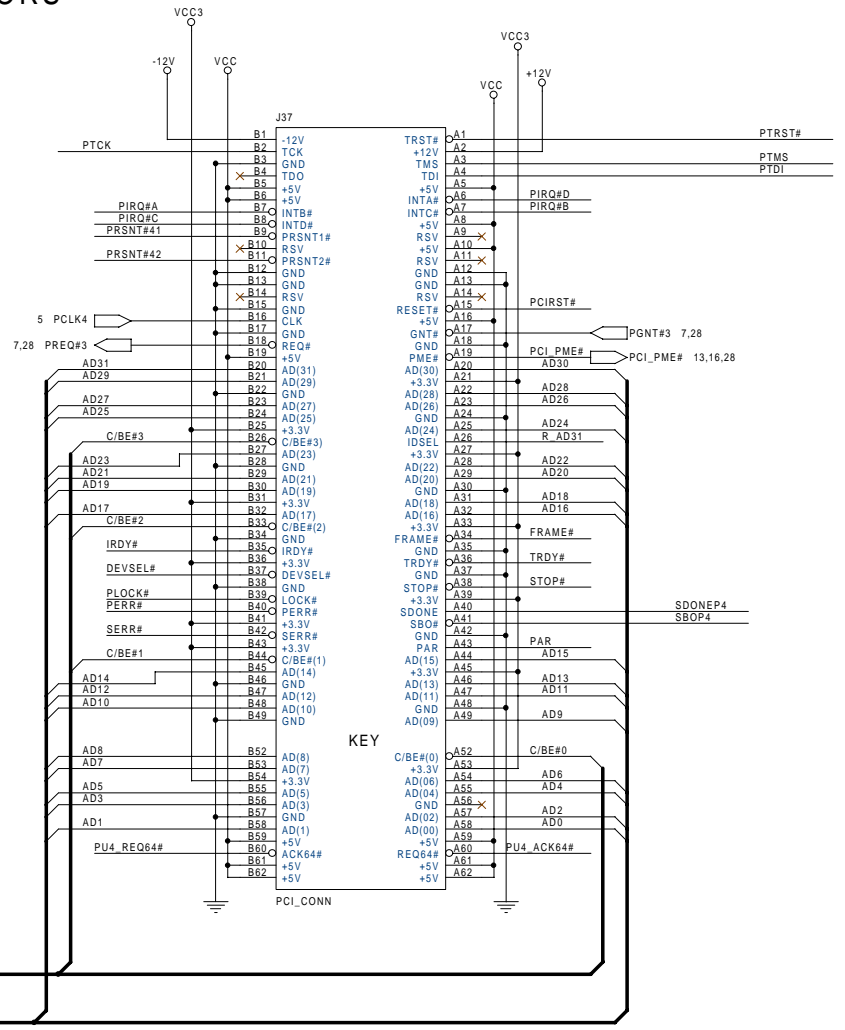 VCC3
VCC3
-12V VCC
+12V
VCC
J37
B1 -12V TRST# A1 PTRST#
PTCK B2 TCK +12V A2
B3 GND TMS A3 PTMS
B4 TDO TDI A4 PTDI
B5 +5V +5V A5
B6 +5V INTA# A6 PIRQ#D
PIRQ#A B7 INTB# INTC# A7 PIRQ#B
PIRQ#C B8 INTD# +5V A8
PRSNT#41 B9 PRSNT1# RSV A9
B10 RSV +5V A10
PRSNT#42 B11 PRSNT2# RSV A11
B12 GND GND A12
B13 GND GND A13
B14 RSV RSV A14
B15 GND RESET# A15 PCIRST#
5 PCLK4 B16 CLK +5V A16
B17 GND GNT# A17 PGNT#3 7,28
7,28 PREQ#3 B18 REQ# GND A18
B19 +5V PME# A19 PCI_PME# PCI_PME# 13,16,28
AD31 B20 AD(31) AD(30) A20 AD30
AD29 B21 AD(29) +3.3V A21
B22 GND AD(28) A22 AD28
AD27 B23 AD(27) AD(26) A23 AD26
AD25 B24 AD(25) GND A24
B25 +3.3V AD(24) A25 AD24
C/BE#3 B26 C/BE#3) IDSEL A26 R_AD31
B27 AD(23) +3.3V A27
AD23 B28 GND AD(22) A28 AD22
AD21 B29 AD(21) AD(20) A29 AD20
AD19 B30 AD(19) GND A30
B31 +3.3V AD(18) A31 AD18
AD17 B32 AD(17) AD(16) A32 AD16
C/BE#2 B33 C/BE#(2) +3.3V A33
B34 GND FRAME# A34 FRAME#
IRDY# B35 IRDY# GND A35
B36 +3.3V TRDY# A36 TRDY#
DEVSEL# B37 DEVSEL# GND A37
B38 GND STOP# A38 STOP#
PLOCK# B39 LOCK# +3.3V A39
PERR# B40 PERR# SDONE A40 SDONEP4
B41 +3.3V SBO# A41 SBOP4
SERR# B42 SERR# GND A42
B43 +3.3V PAR A43 PAR
C/BE#1 B44 C/BE#(1) AD(15) A44 AD15
B45 AD(14) +3.3V A45
AD14 B46 GND AD(13) A46 AD13
AD12 B47 AD(12) AD(11) A47 AD11
AD10 B48 AD(10) GND A48
B49 GND AD(09) A49 AD9
KEY
AD8 B52 AD(8) C/BE#(0) A52 C/BE#0
AD7 B53 AD(7) +3.3V A53
B54 +3.3V AD(06) A54 AD6
AD5 B55 AD(5) AD(04) A55 AD4
AD3 B56 AD(3) GND A56
B57 GND AD(02) A57 AD2
AD1 B58 AD(1) AD(00) A58 AD0
B59 +5V +5V A59
PU4_REQ64# B60 ACK64# REQ64# A60 PU4_ACK64#
B61 +5V +5V A61
B62 +5V +5V A62
PCI_CONN